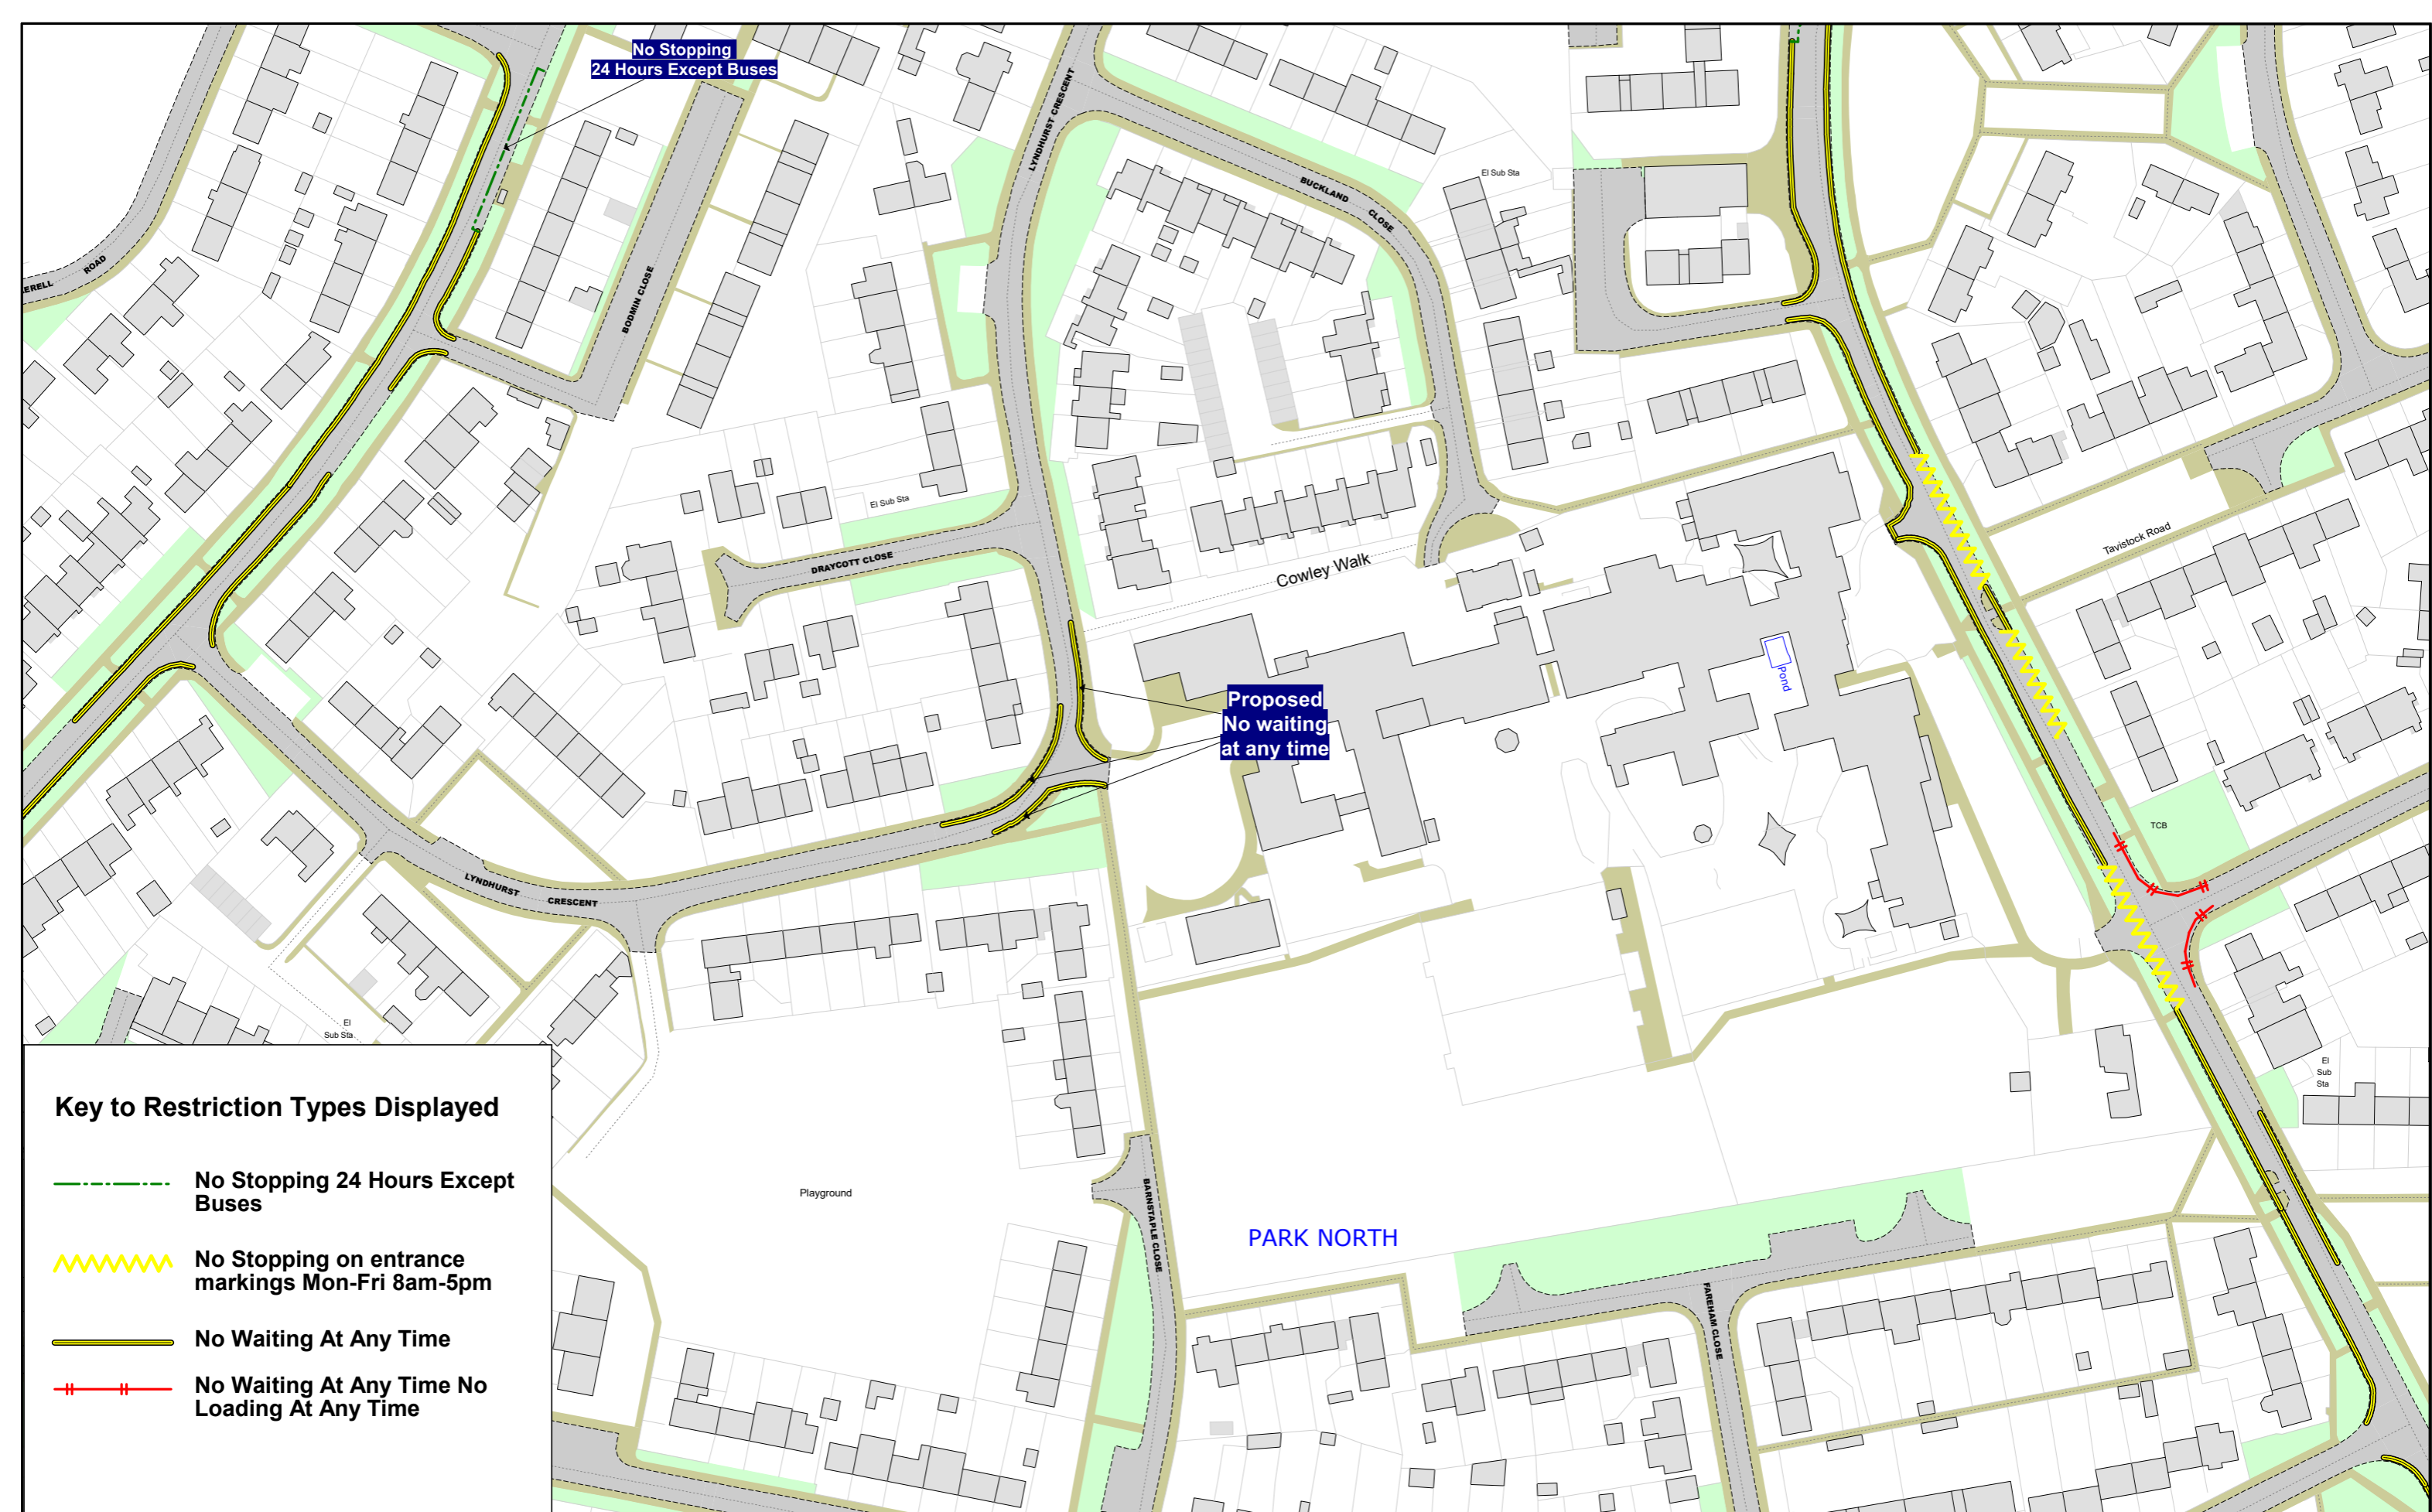 No Stopping
24 Hours Except Buses
LYNDHURST CRESCENT
BUCKLAND
CLOSE
El Sub Sta
ERELL
ROAD
BODMIN CLOSE
El Sub Sta
DRAYCOTT CLOSE
Cowley Walk
Tavistock Road
Pond
Proposed
No waiting
at any time
TCB
LYNDHURST
CRESCENT
El
Sub Sta
El
Sub
Sta
Playground
BARNSTAPLE CLOSE
PARK NORTH
FAREHAM CLOSE
Key to Restriction Types Displayed
No Stopping 24 Hours Except
Buses
No Stopping on entrance
markings Mon-Fri 8am-5pm
No Waiting At Any Time
No Waiting At Any Time No
Loading At Any Time